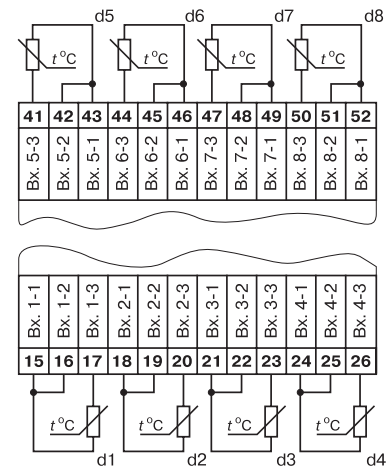 d5 d6 d7 d8
t°C t°C t°C t°C
41 42 43 44 45 46 47 48 49 50 51 52
Вх. 5-3 Вх. 5-2 Вх. 5-1 Вх. 6-3 Вх. 6-2 Вх. 6-1 Вх. 7-3 Вх. 7-2 Вх. 7-1 Вх. 8-3 Вх. 8-2 Вх. 8-1
Вх. 1-1 Вх. 1-2 Вх. 1-3 Вх. 2-1 Вх. 2-2 Вх. 2-3 Вх. 3-1 Вх. 3-2 Вх. 3-3 Вх. 4-1 Вх. 4-2 Вх. 4-3
15 16 17 18 19 20 21 22 23 24 25 26
t°C t°C t°C t°C
d1 d2 d3 d4